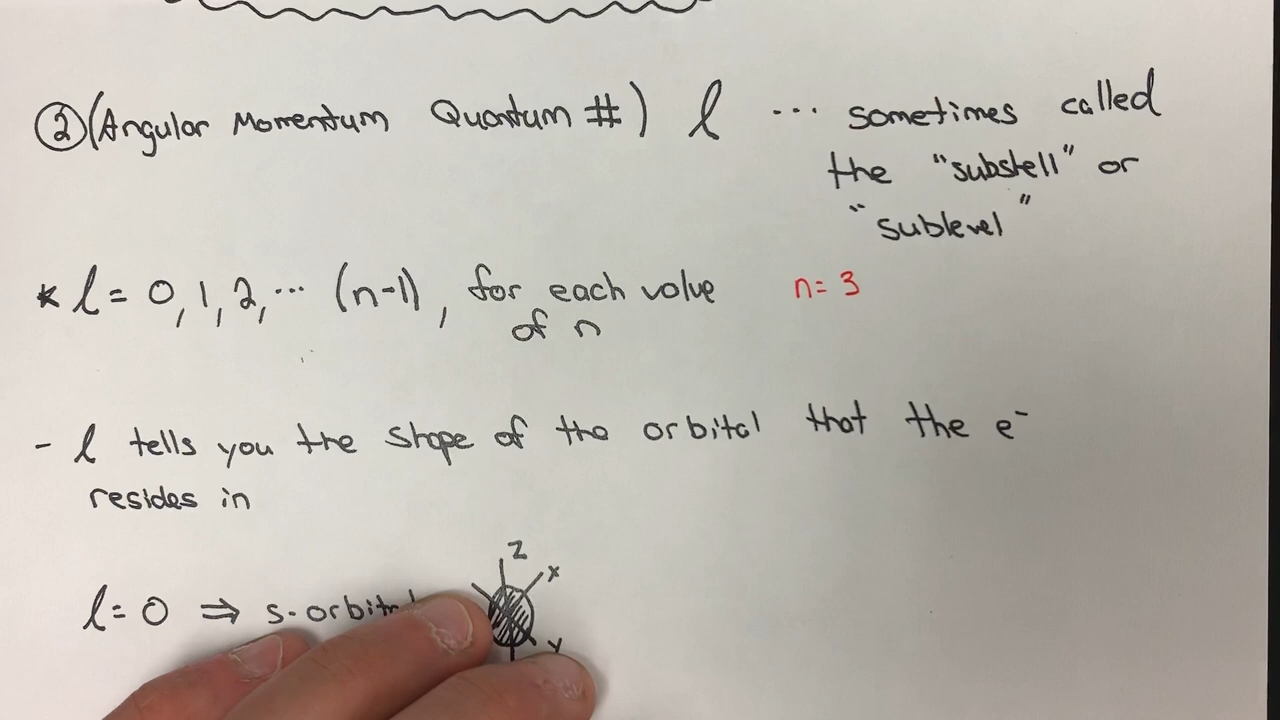 ②(Angular Momentum Quantum #) l ... sometimes called
the "subshell" or
"sublevel"
* l = 0, 1, 2, ... (n-1), for each value
of n
n = 3
- l tells you the shape of the orbital that the e⁻
resides in
z
x
l = 0 ⇒ s-orbital
y